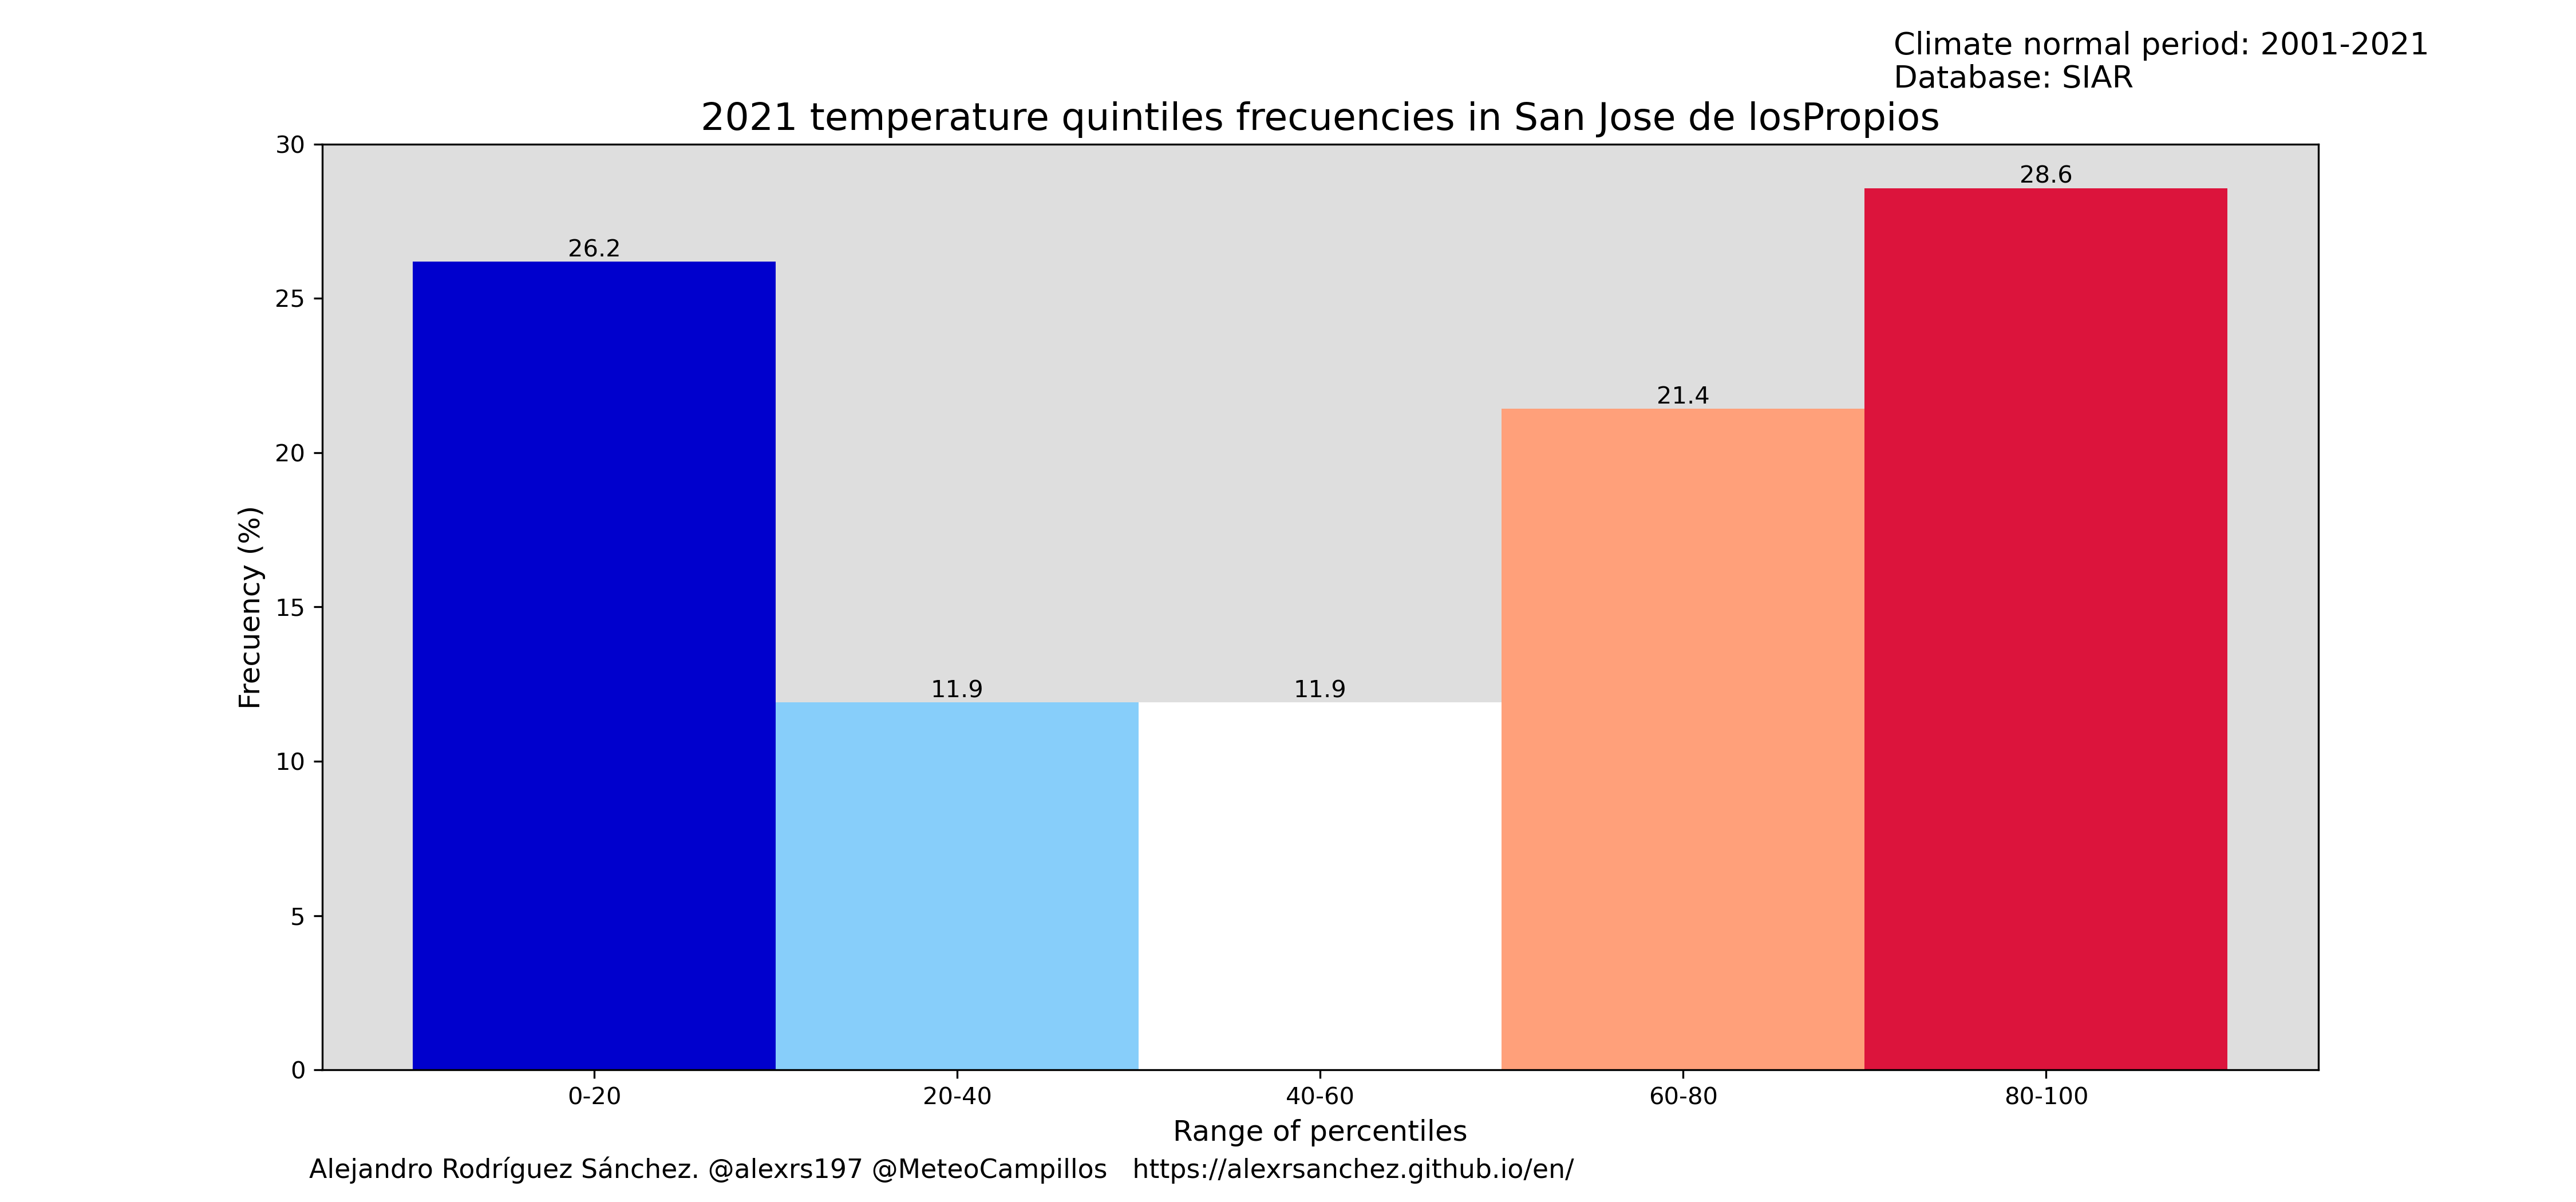 Climate normal period: 2001-2021
Database: SIAR
2021 temperature quintiles frecuencies in San Jose de losPropios
30
25
20
15
10
5
0
Frecuency (%)
26.2
11.9
11.9
21.4
28.6
0-20
20-40
40-60
60-80
80-100
Range of percentiles
Alejandro Rodríguez Sánchez. @alexrs197 @MeteoCampillos   https://alexrsanchez.github.io/en/